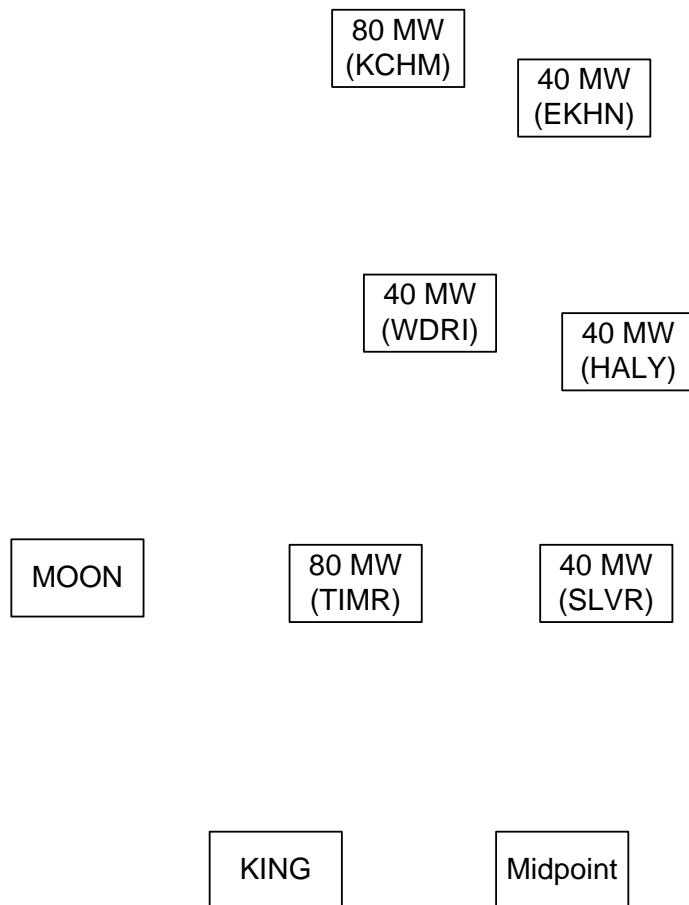 80 MW
(KCHM)
40 MW
(EKHN)
40 MW
(WDRI)
40 MW
(HALY)
MOON
80 MW
(TIMR)
40 MW
(SLVR)
KING
Midpoint